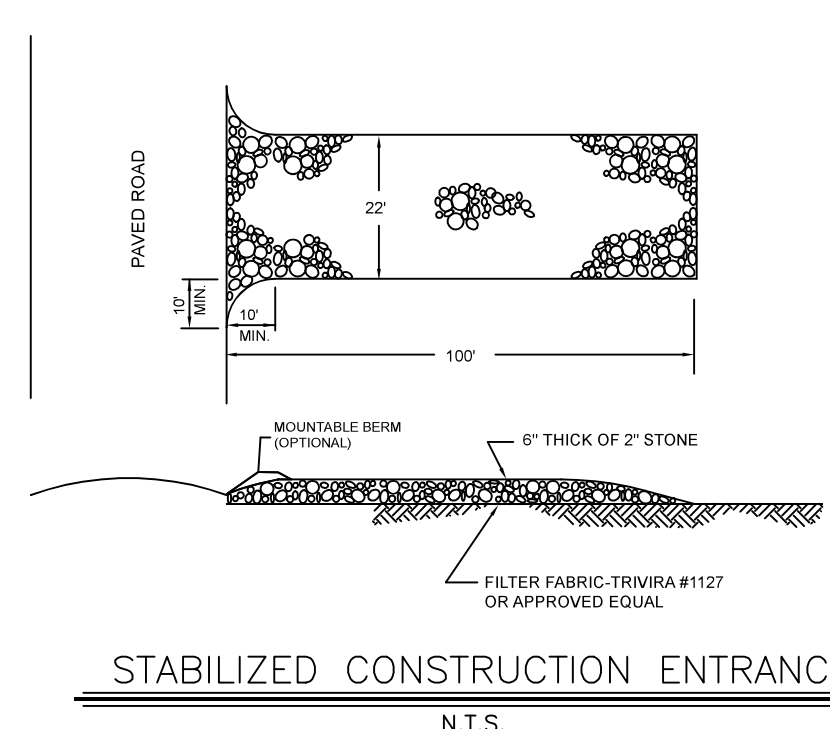 PAVED ROAD
22'
10'
MIN.
10'
MIN.
100'
MOUNTABLE BERM
(OPTIONAL)
6" THICK OF 2" STONE
FILTER FABRIC-TRIVIRA #1127
OR APPROVED EQUAL
STABILIZED CONSTRUCTION ENTRANC
N.T.S.